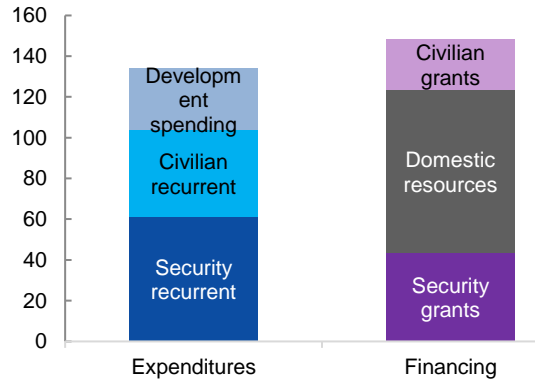 160
140
120
100
80
60
40
20
0
Developm
ent
spending
Civilian
recurrent
Security
recurrent
Civilian
grants
Domestic
resources
Security
grants
Expenditures
Financing